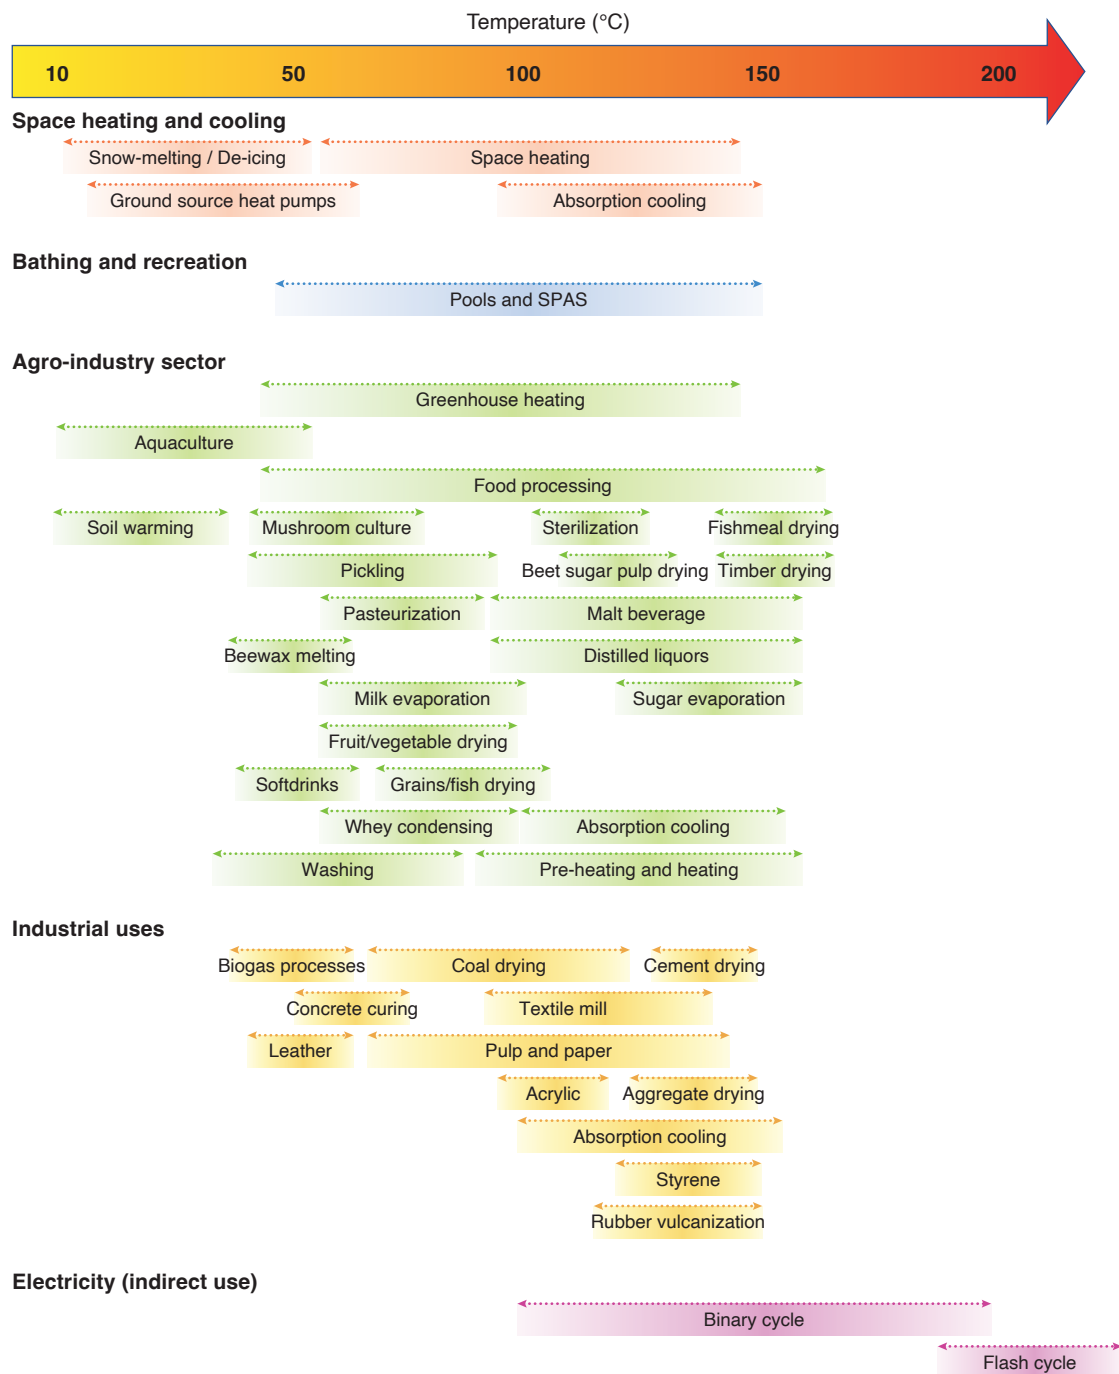 Temperature (°C)
10 50 100 150 200
Space heating and cooling
Snow-melting / De-icing Space heating
Ground source heat pumps Absorption cooling
Bathing and recreation
Pools and SPAS
Agro-industry sector
Greenhouse heating
Aquaculture
Food processing
Soil warming Mushroom culture Sterilization Fishmeal drying
Pickling Beet sugar pulp drying Timber drying
Pasteurization Malt beverage
Beewax melting Distilled liquors
Milk evaporation Sugar evaporation
Fruit/vegetable drying
Softdrinks Grains/fish drying
Whey condensing Absorption cooling
Washing Pre-heating and heating
Industrial uses
Biogas processes Coal drying Cement drying
Concrete curing Textile mill
Leather Pulp and paper
Acrylic Aggregate drying
Absorption cooling
Styrene
Rubber vulcanization
Electricity (indirect use)
Binary cycle
Flash cycle